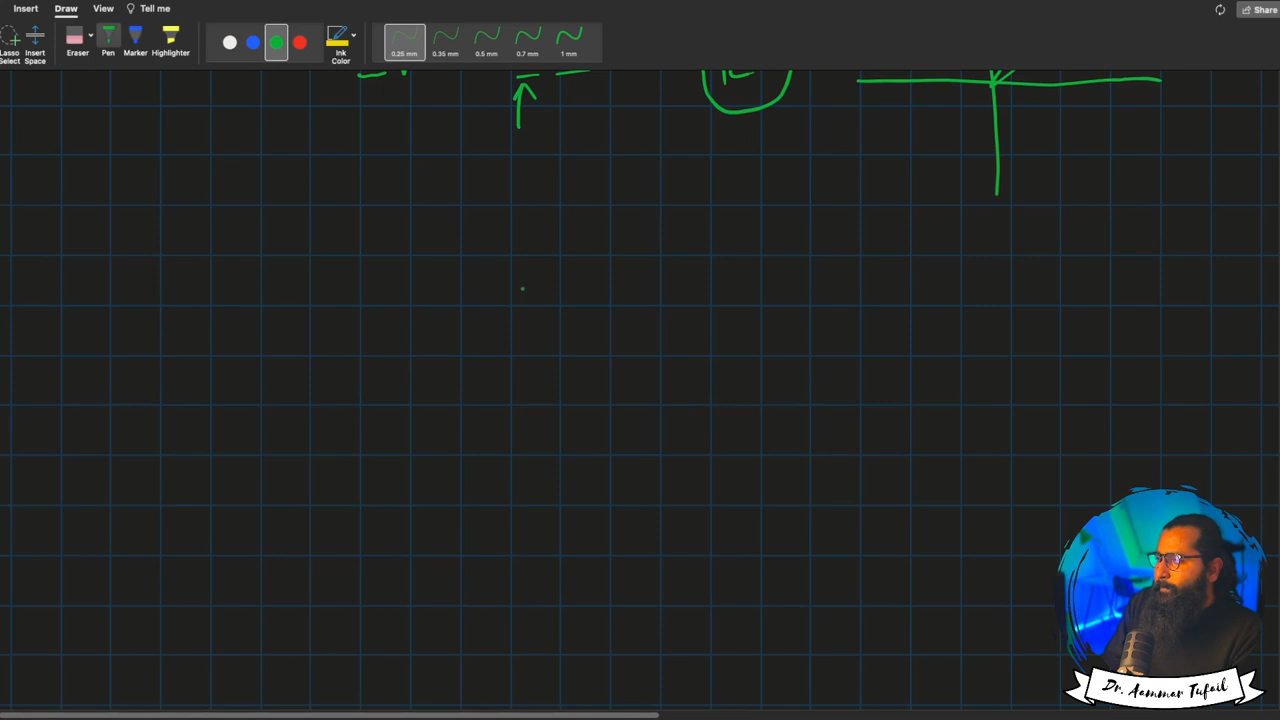 Insert Draw View Tell me Share
Lasso Select
Insert Space
Eraser
Pen
Marker
Highlighter
Ink Color
0.25 mm 0.35 mm 0.5 mm 0.7 mm 1 mm
Dr. Aammar Tufail